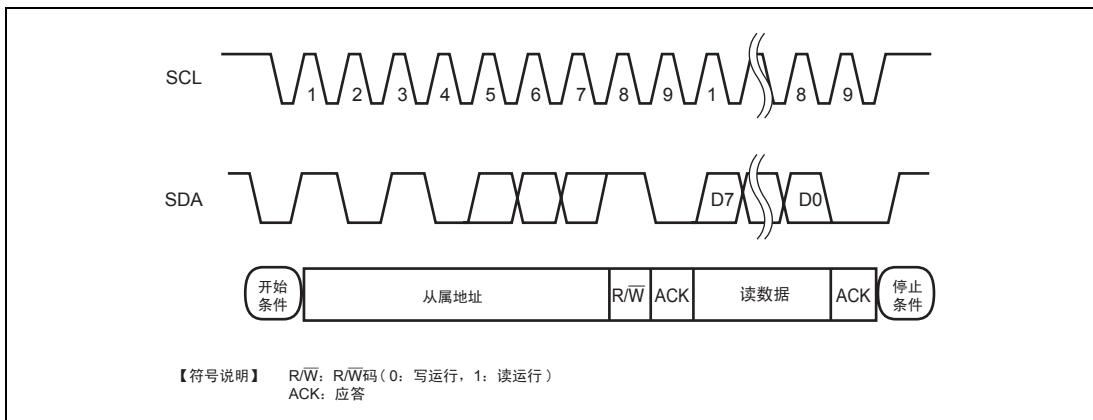 SCL
1 2 3 4 5 6 7 8 9 1 8 9
SDA
D7 D0
开始
条件
从属地址
R/W̅
ACK
读数据
ACK
停止
条件
【符号说明】 R/W̅：R/W̅码（0：写运行，1：读运行）
ACK：应答